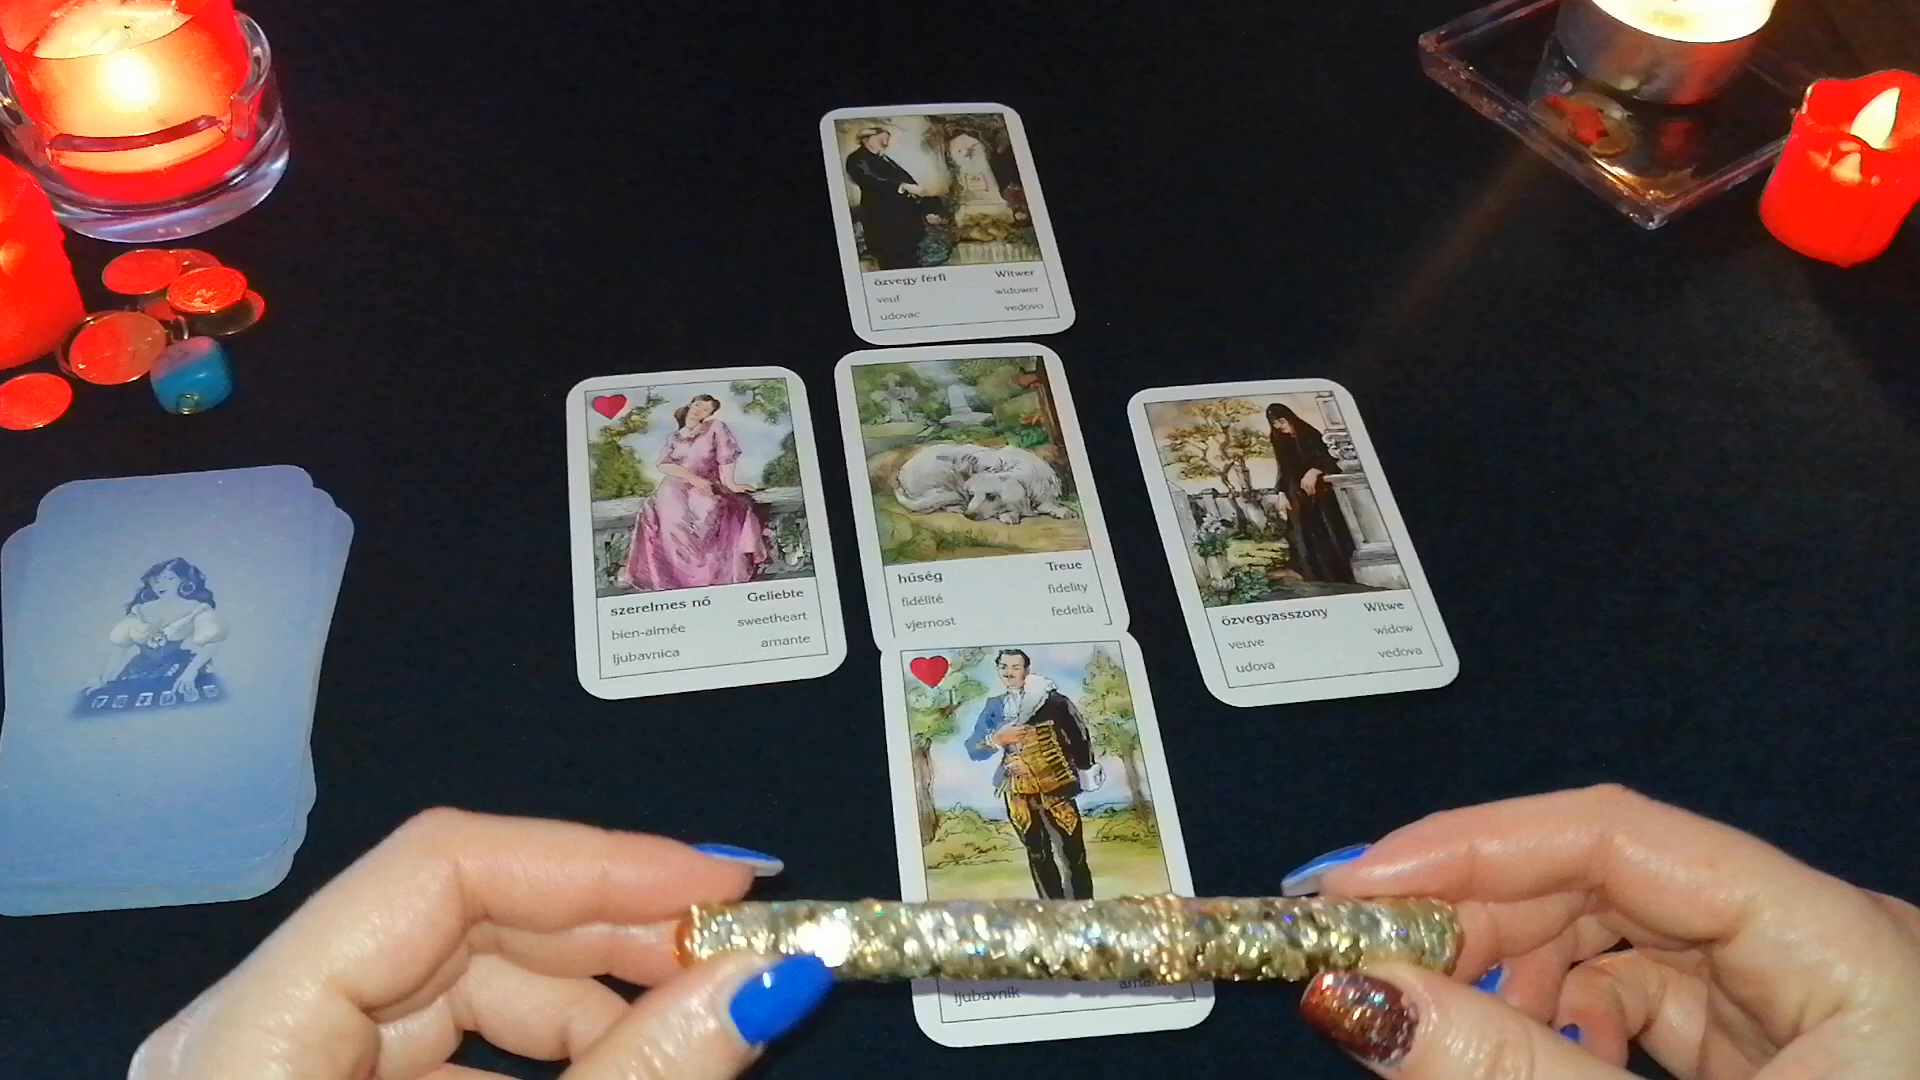 özvegy férfi Witwer
veuf widower
udovac vedovo
szerelmes nő Geliebte
bien-aimée sweetheart
ljubavnica amante
hűség Treue
fidélité fidelity
vjernost fedeltà
özvegyasszony Witwe
veuve widow
udova vedova
ljubavnik